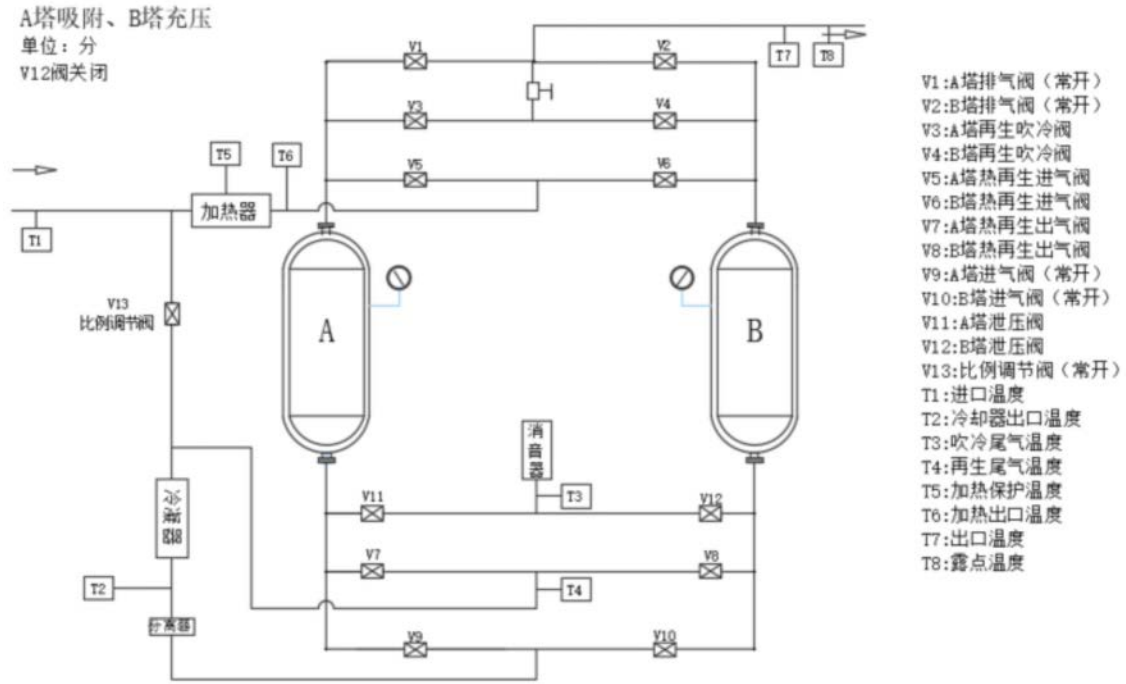 A塔吸附、B塔充压
单位：分
V12阀关闭
V1
V2
T7
T8
V3
V4
T5
T6
V5
V6
加热器
T1
V13
比例调节阀
A
B
消音器
冷凝器
V11
T3
V12
V7
V8
T2
T4
分离器
V9
V10
V1:A塔排气阀（常开）
V2:B塔排气阀（常开）
V3:A塔再生吹冷阀
V4:B塔再生吹冷阀
V5:A塔热再生进气阀
V6:B塔热再生进气阀
V7:A塔热再生出气阀
V8:B塔热再生出气阀
V9:A塔进气阀（常开）
V10:B塔进气阀（常开）
V11:A塔泄压阀
V12:B塔泄压阀
V13:比例调节阀（常开）
T1:进口温度
T2:冷却器出口温度
T3:吹冷尾气温度
T4:再生尾气温度
T5:加热保护温度
T6:加热出口温度
T7:出口温度
T8:露点温度